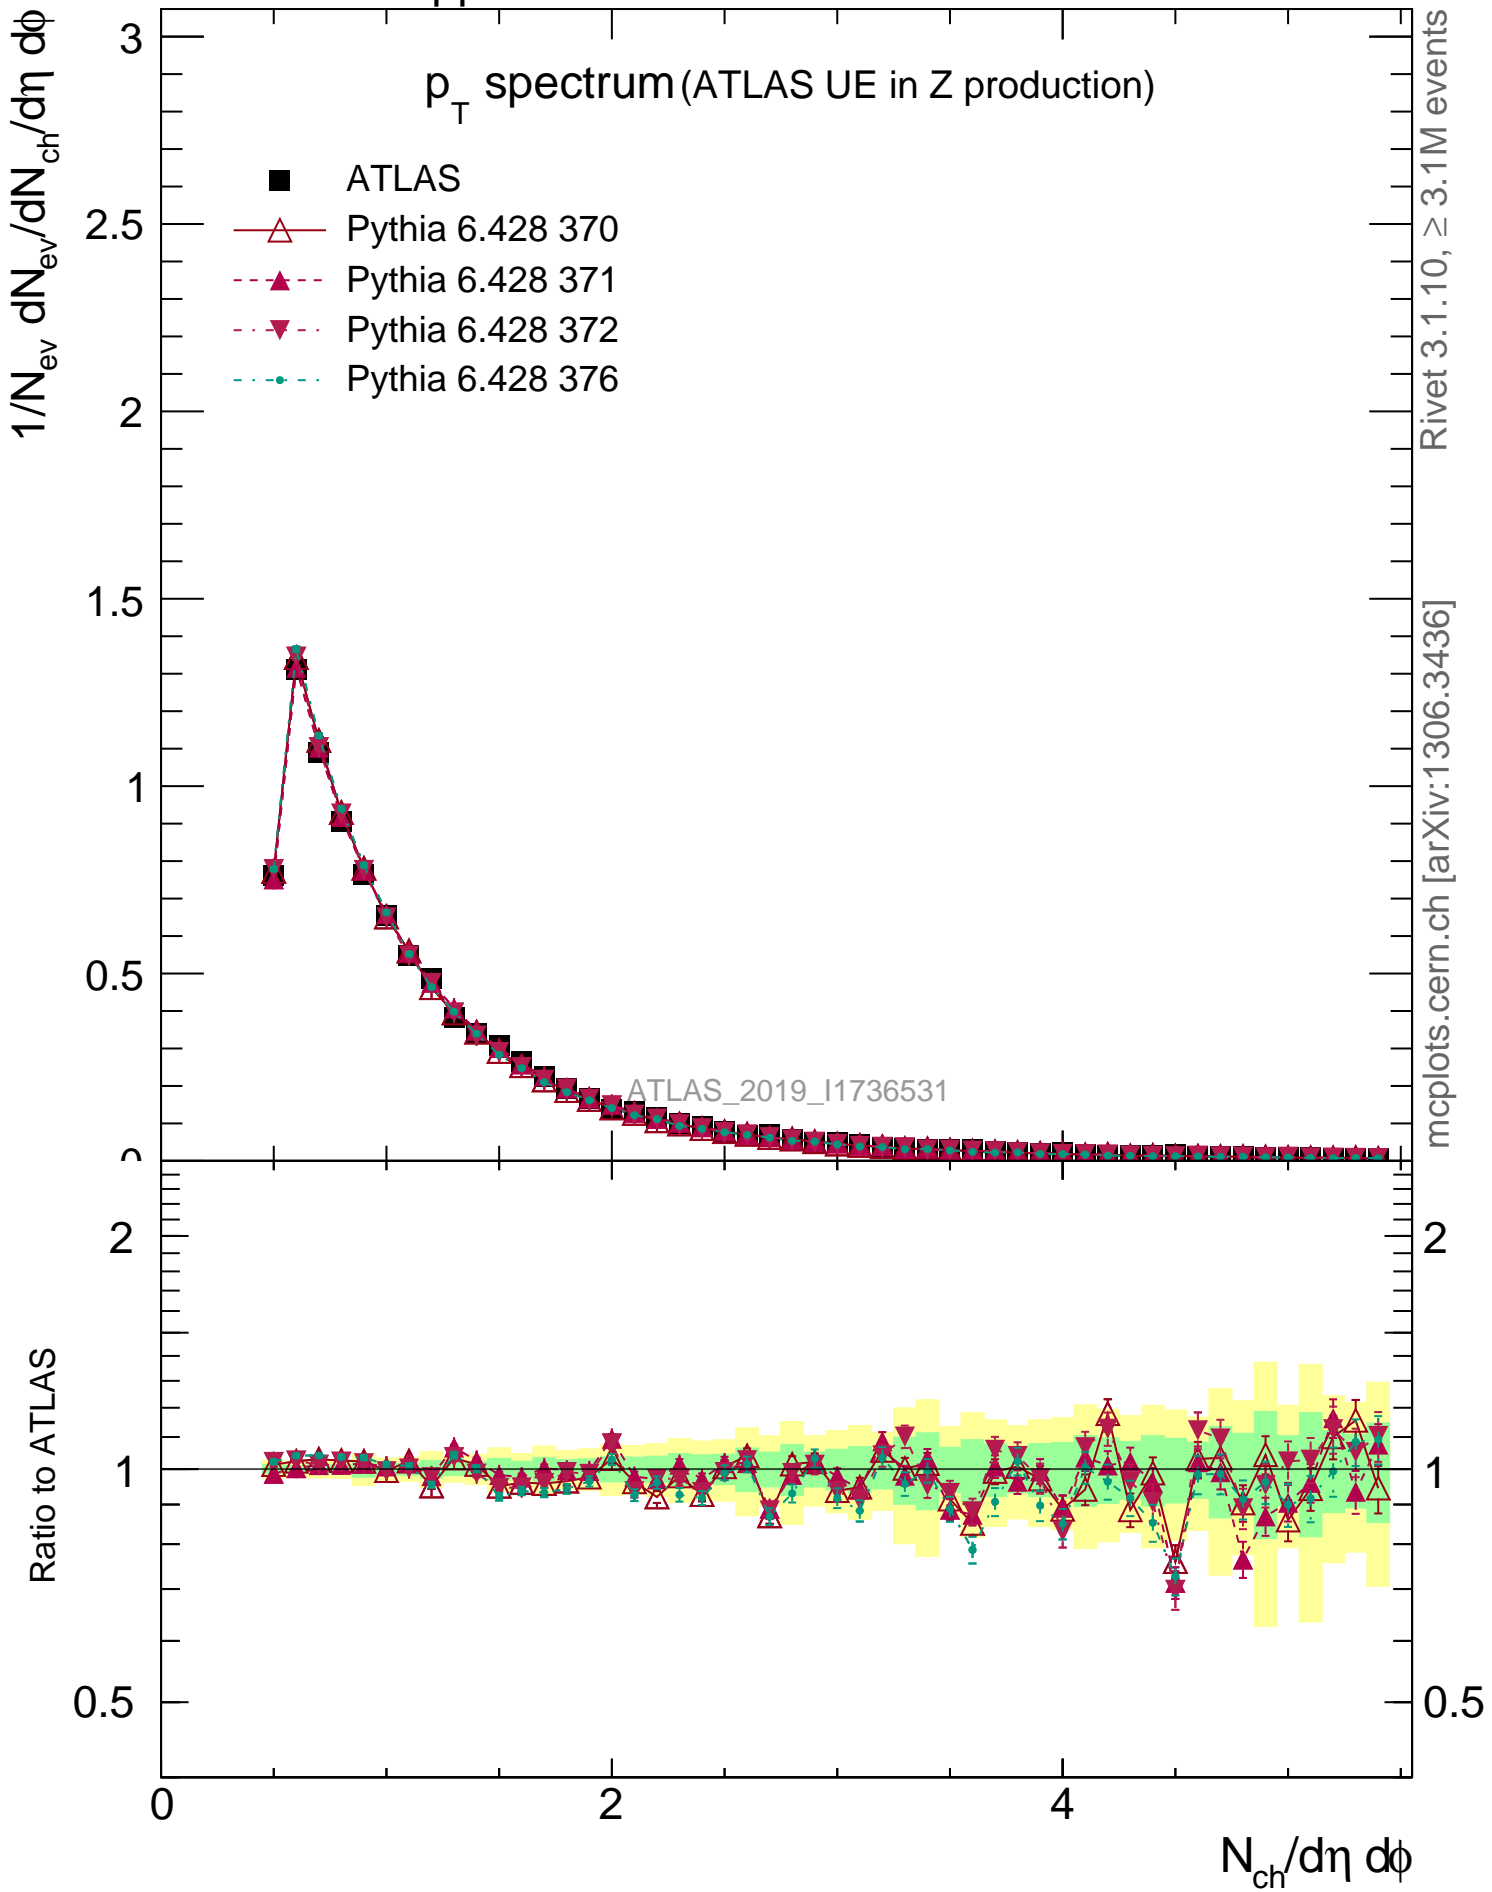 pp
1/N_ev dN_ev/dN_ch/dη dϕ
p_T spectrum (ATLAS UE in Z production)
ATLAS
Pythia 6.428 370
Pythia 6.428 371
Pythia 6.428 372
Pythia 6.428 376
3
2.5
2
1.5
1
0.5
0
ATLAS_2019_I1736531
Rivet 3.1.10, ≥ 3.1M events
mcplots.cern.ch [arXiv:1306.3436]
Ratio to ATLAS
2
1
0.5
2
1
0.5
0
2
4
N_ch/dη dϕ